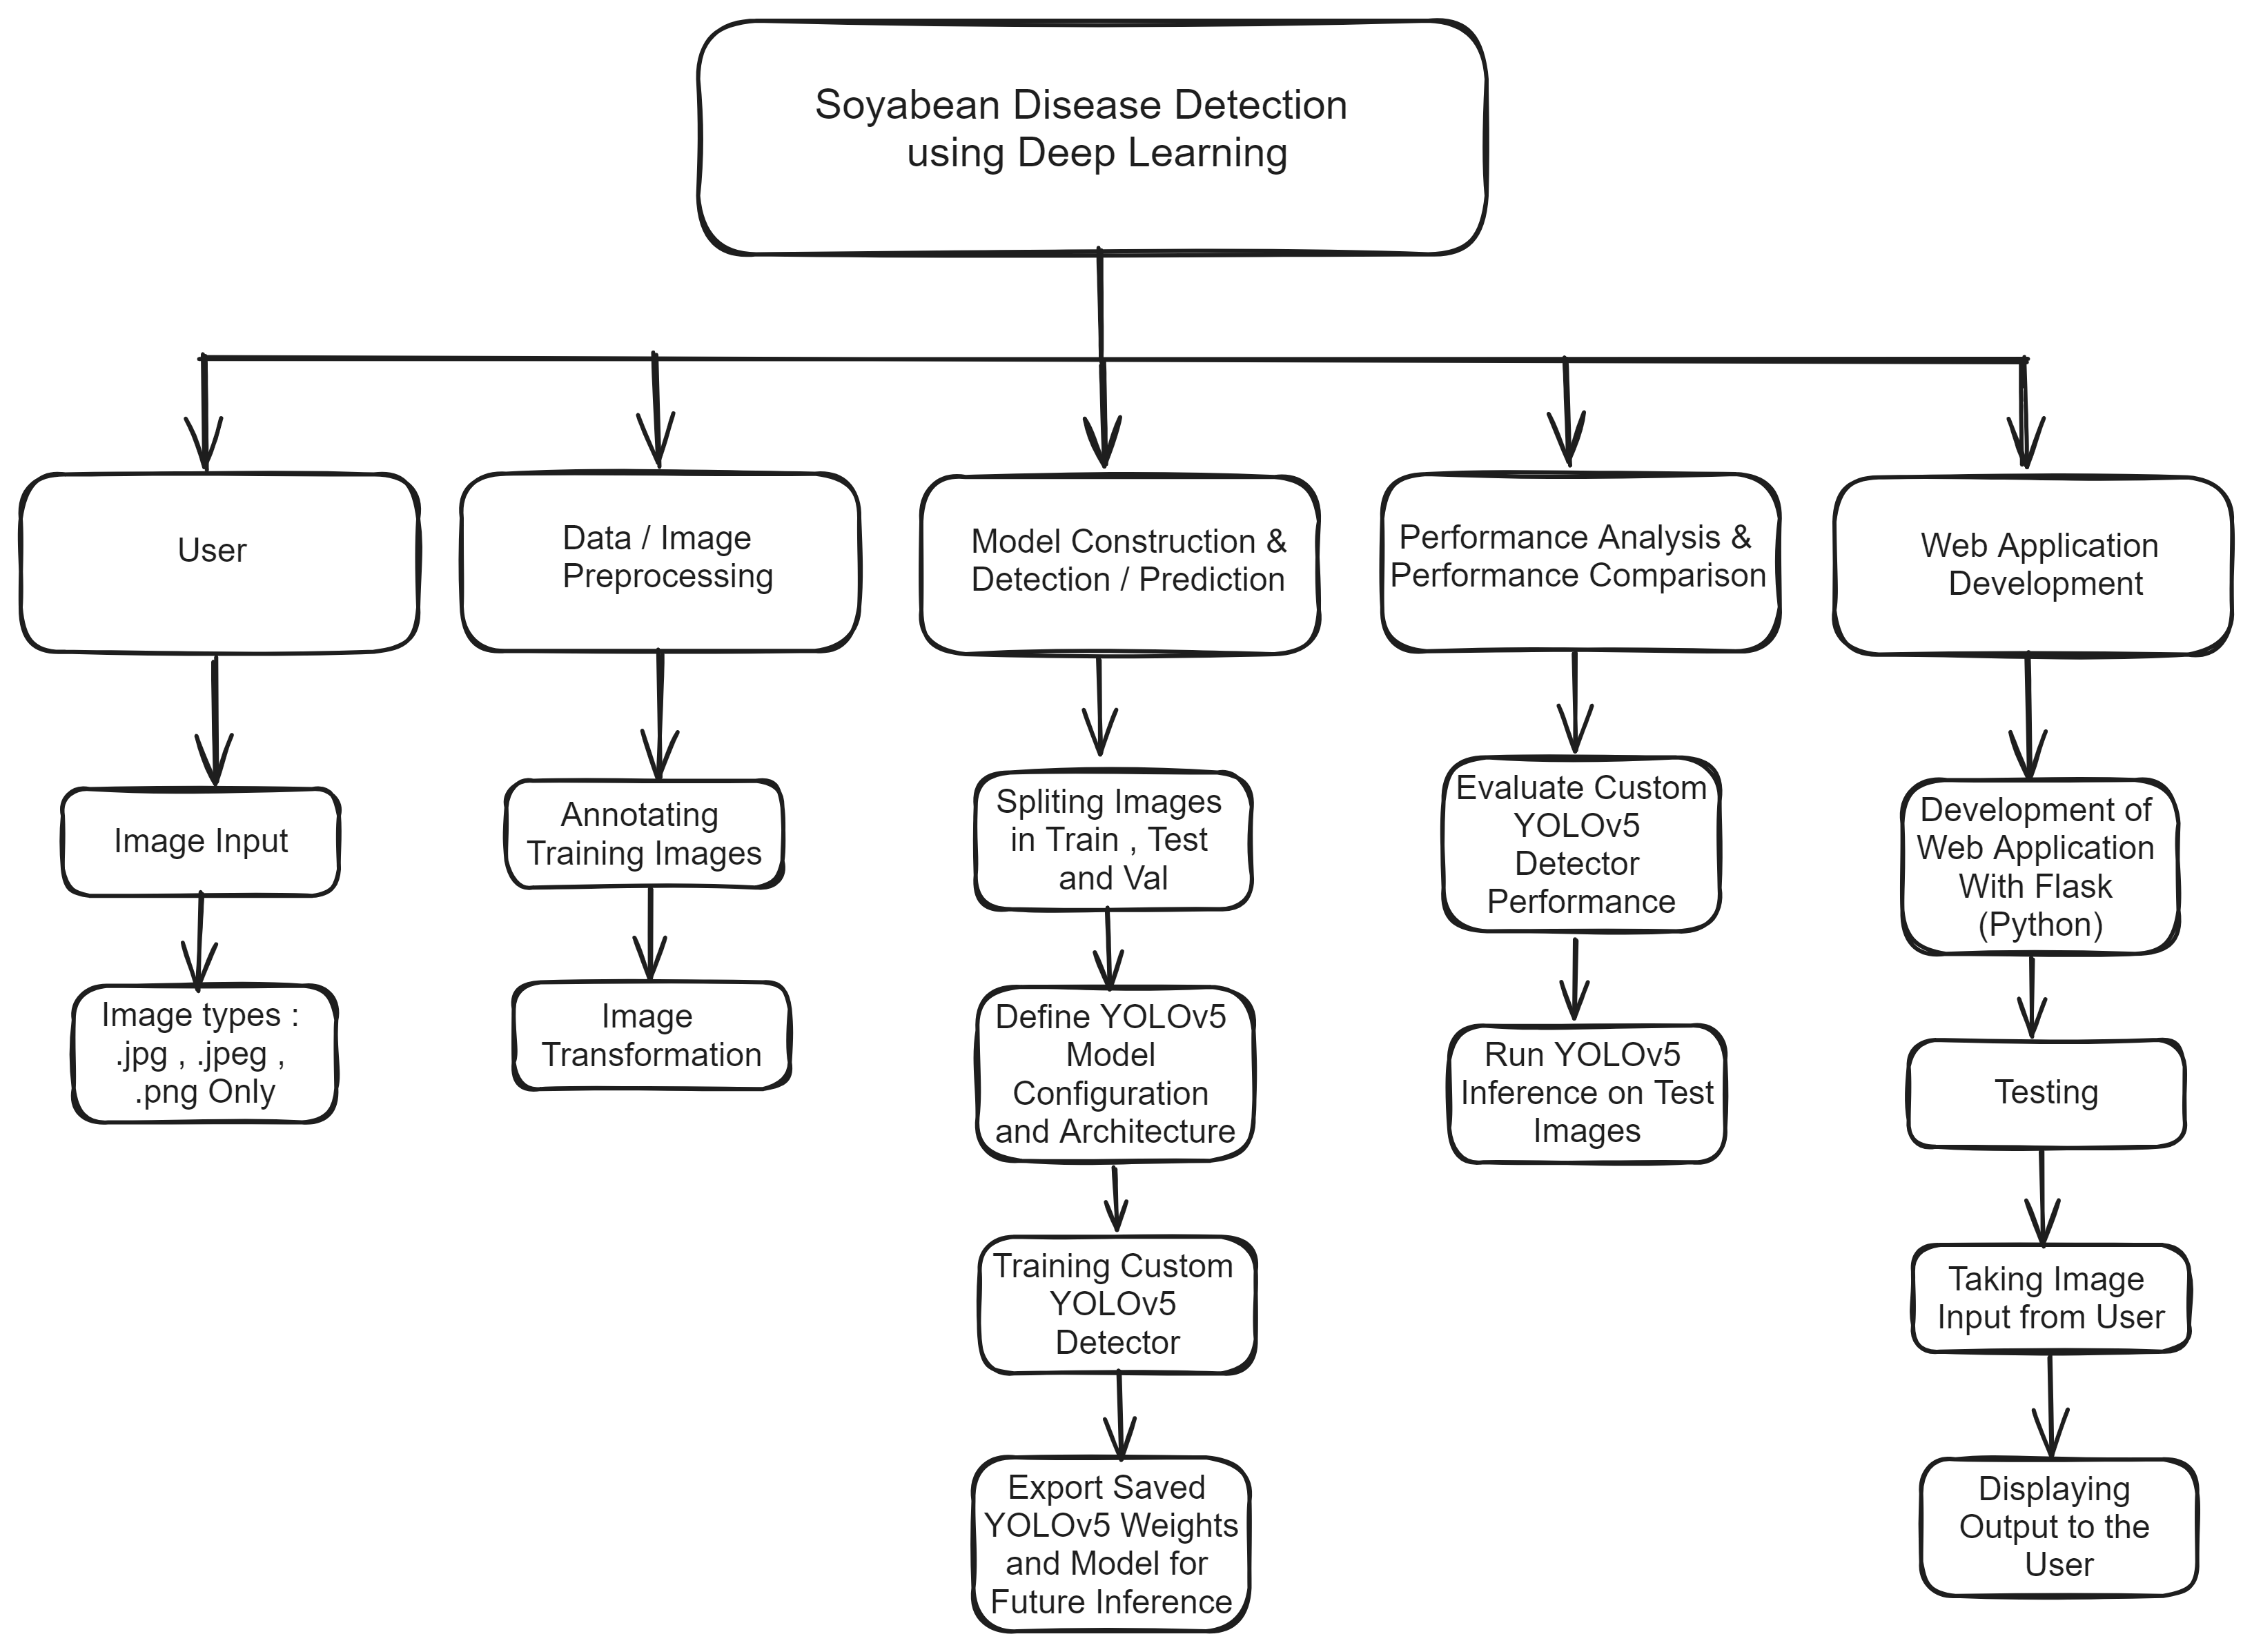 Soyabean Disease Detection
using Deep Learning
User
Data / Image
Preprocessing
Model Construction &
Detection / Prediction
Performance Analysis &
Performance Comparison
Web Application
Development
Image Input
Image types :
.jpg , .jpeg ,
.png Only
Annotating
Training Images
Image
Transformation
Spliting Images
in Train , Test
and Val
Define YOLOv5
Model
Configuration
and Architecture
Training Custom
YOLOv5
Detector
Export Saved
YOLOv5 Weights
and Model for
Future Inference
Evaluate Custom
YOLOv5
Detector
Performance
Run YOLOv5
Inference on Test
Images
Development of
Web Application
With Flask
(Python)
Testing
Taking Image
Input from User
Displaying
Output to the
User